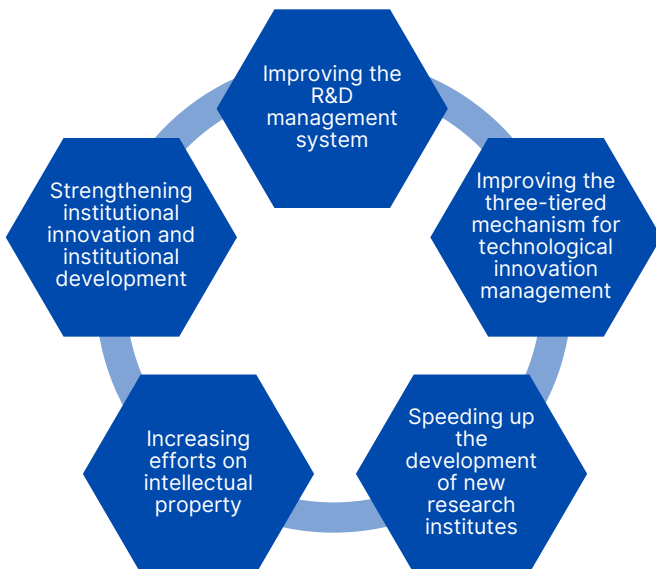 Improving the
R&D
management
system
Improving the
three-tiered
mechanism for
technological
innovation
management
Speeding up
the
development
of new
research
institutes
Increasing
efforts on
intellectual
property
Strengthening
institutional
innovation and
institutional
development